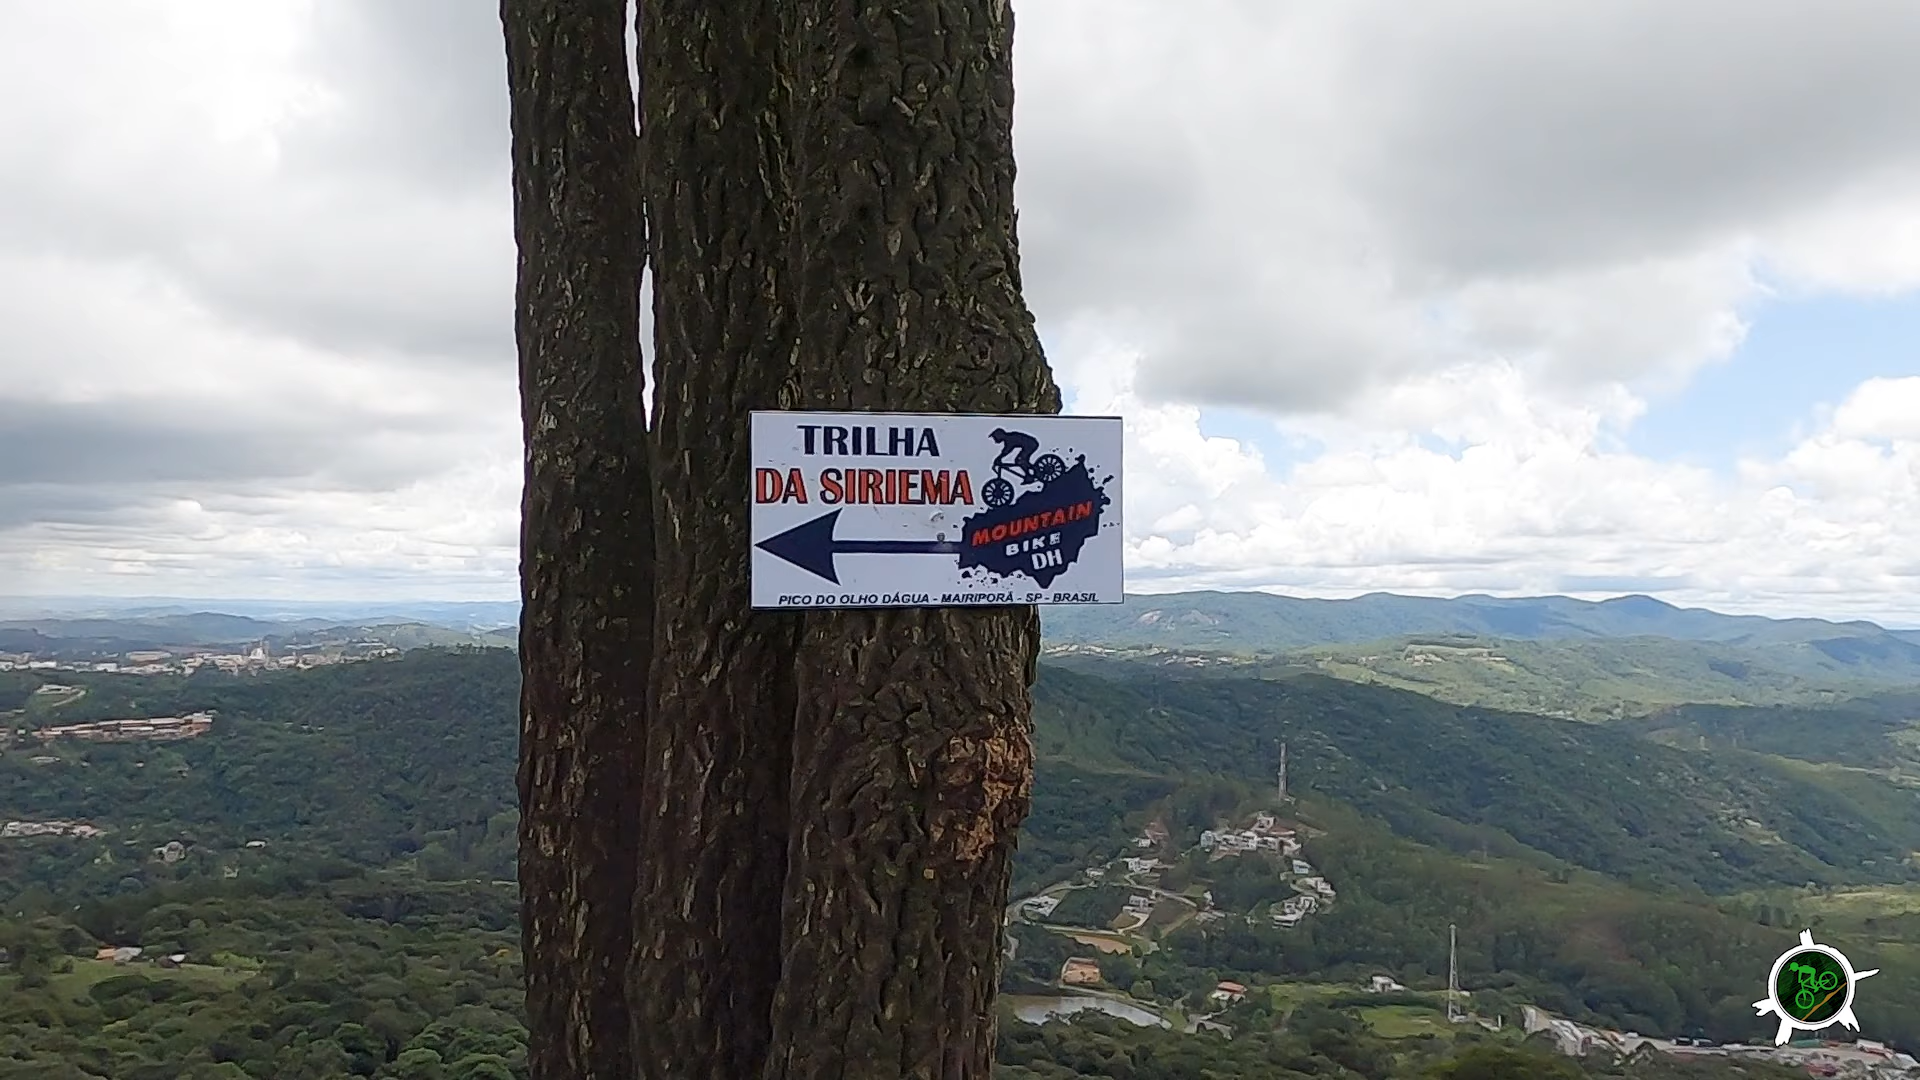 TRILHA
DA SIRIEMA
MOUNTAIN
BIKE
DH
PICO DO OLHO DÁGUA - MAIRIPORÃ - SP - BRASIL